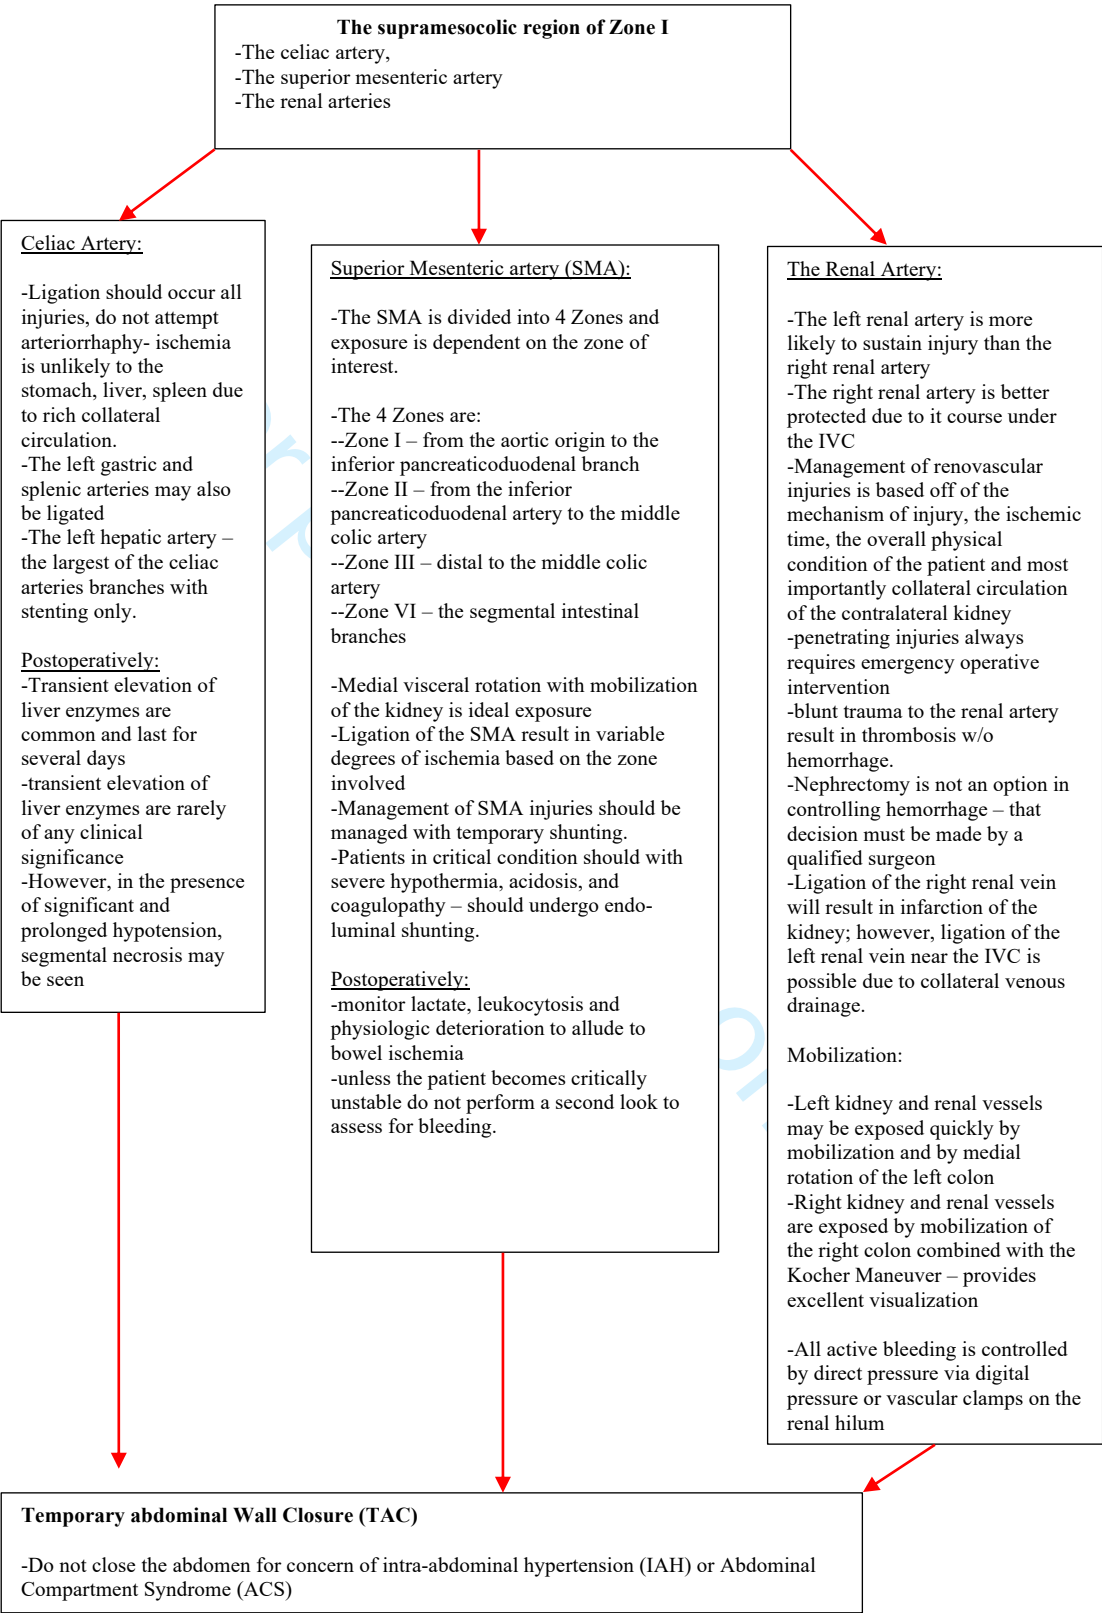 The supramesocolic region of Zone I
-The celiac artery,
-The superior mesenteric artery
-The renal arteries
Celiac Artery:
-Ligation should occur all
injuries, do not attempt
arteriorrhaphy- ischemia
is unlikely to the
stomach, liver, spleen due
to rich collateral
circulation.
-The left gastric and
splenic arteries may also
be ligated
-The left hepatic artery –
the largest of the celiac
arteries branches with
stenting only.
Postoperatively:
-Transient elevation of
liver enzymes are
common and last for
several days
-transient elevation of
liver enzymes are rarely
of any clinical
significance
-However, in the presence
of significant and
prolonged hypotension,
segmental necrosis may
be seen
Superior Mesenteric artery (SMA):
-The SMA is divided into 4 Zones and
exposure is dependent on the zone of
interest.
-The 4 Zones are:
--Zone I – from the aortic origin to the
inferior pancreaticoduodenal branch
--Zone II – from the inferior
pancreaticoduodenal artery to the middle
colic artery
--Zone III – distal to the middle colic
artery
--Zone VI – the segmental intestinal
branches
-Medial visceral rotation with mobilization
of the kidney is ideal exposure
-Ligation of the SMA result in variable
degrees of ischemia based on the zone
involved
-Management of SMA injuries should be
managed with temporary shunting.
-Patients in critical condition should with
severe hypothermia, acidosis, and
coagulopathy – should undergo endo-
luminal shunting.
Postoperatively:
-monitor lactate, leukocytosis and
physiologic deterioration to allude to
bowel ischemia
-unless the patient becomes critically
unstable do not perform a second look to
assess for bleeding.
The Renal Artery:
-The left renal artery is more
likely to sustain injury than the
right renal artery
-The right renal artery is better
protected due to it course under
the IVC
-Management of renovascular
injuries is based off of the
mechanism of injury, the ischemic
time, the overall physical
condition of the patient and most
importantly collateral circulation
of the contralateral kidney
-penetrating injuries always
requires emergency operative
intervention
-blunt trauma to the renal artery
result in thrombosis w/o
hemorrhage.
-Nephrectomy is not an option in
controlling hemorrhage – that
decision must be made by a
qualified surgeon
-Ligation of the right renal vein
will result in infarction of the
kidney; however, ligation of the
left renal vein near the IVC is
possible due to collateral venous
drainage.
Mobilization:
-Left kidney and renal vessels
may be exposed quickly by
mobilization and by medial
rotation of the left colon
-Right kidney and renal vessels
are exposed by mobilization of
the right colon combined with the
Kocher Maneuver – provides
excellent visualization
-All active bleeding is controlled
by direct pressure via digital
pressure or vascular clamps on the
renal hilum
Temporary abdominal Wall Closure (TAC)
-Do not close the abdomen for concern of intra-abdominal hypertension (IAH) or Abdominal
Compartment Syndrome (ACS)